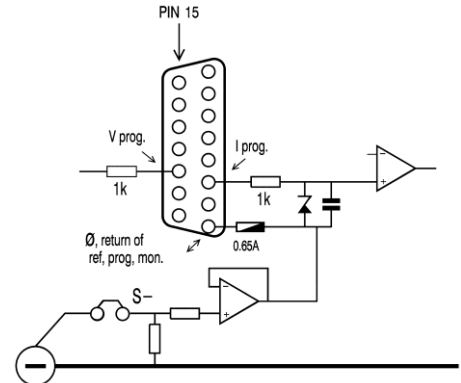 PIN 15
V prog.
I prog.
1k
1k
Ø, return of
ref, prog, mon.
0.65A
S–